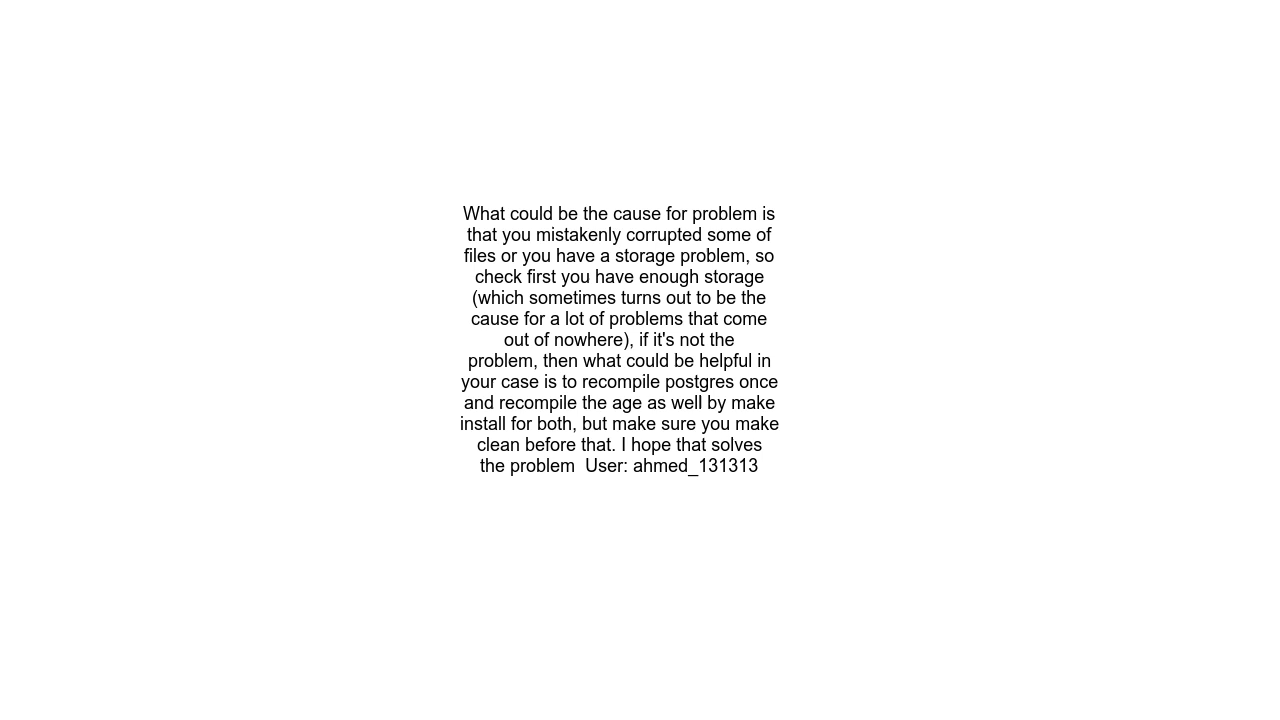 What could be the cause for problem is
that you mistakenly corrupted some of
files or you have a storage problem, so
check first you have enough storage
(which sometimes turns out to be the
cause for a lot of problems that come
out of nowhere), if it's not the
problem, then what could be helpful in
your case is to recompile postgres once
and recompile the age as well by make
install for both, but make sure you make
clean before that. I hope that solves
the problem  User: ahmed_131313